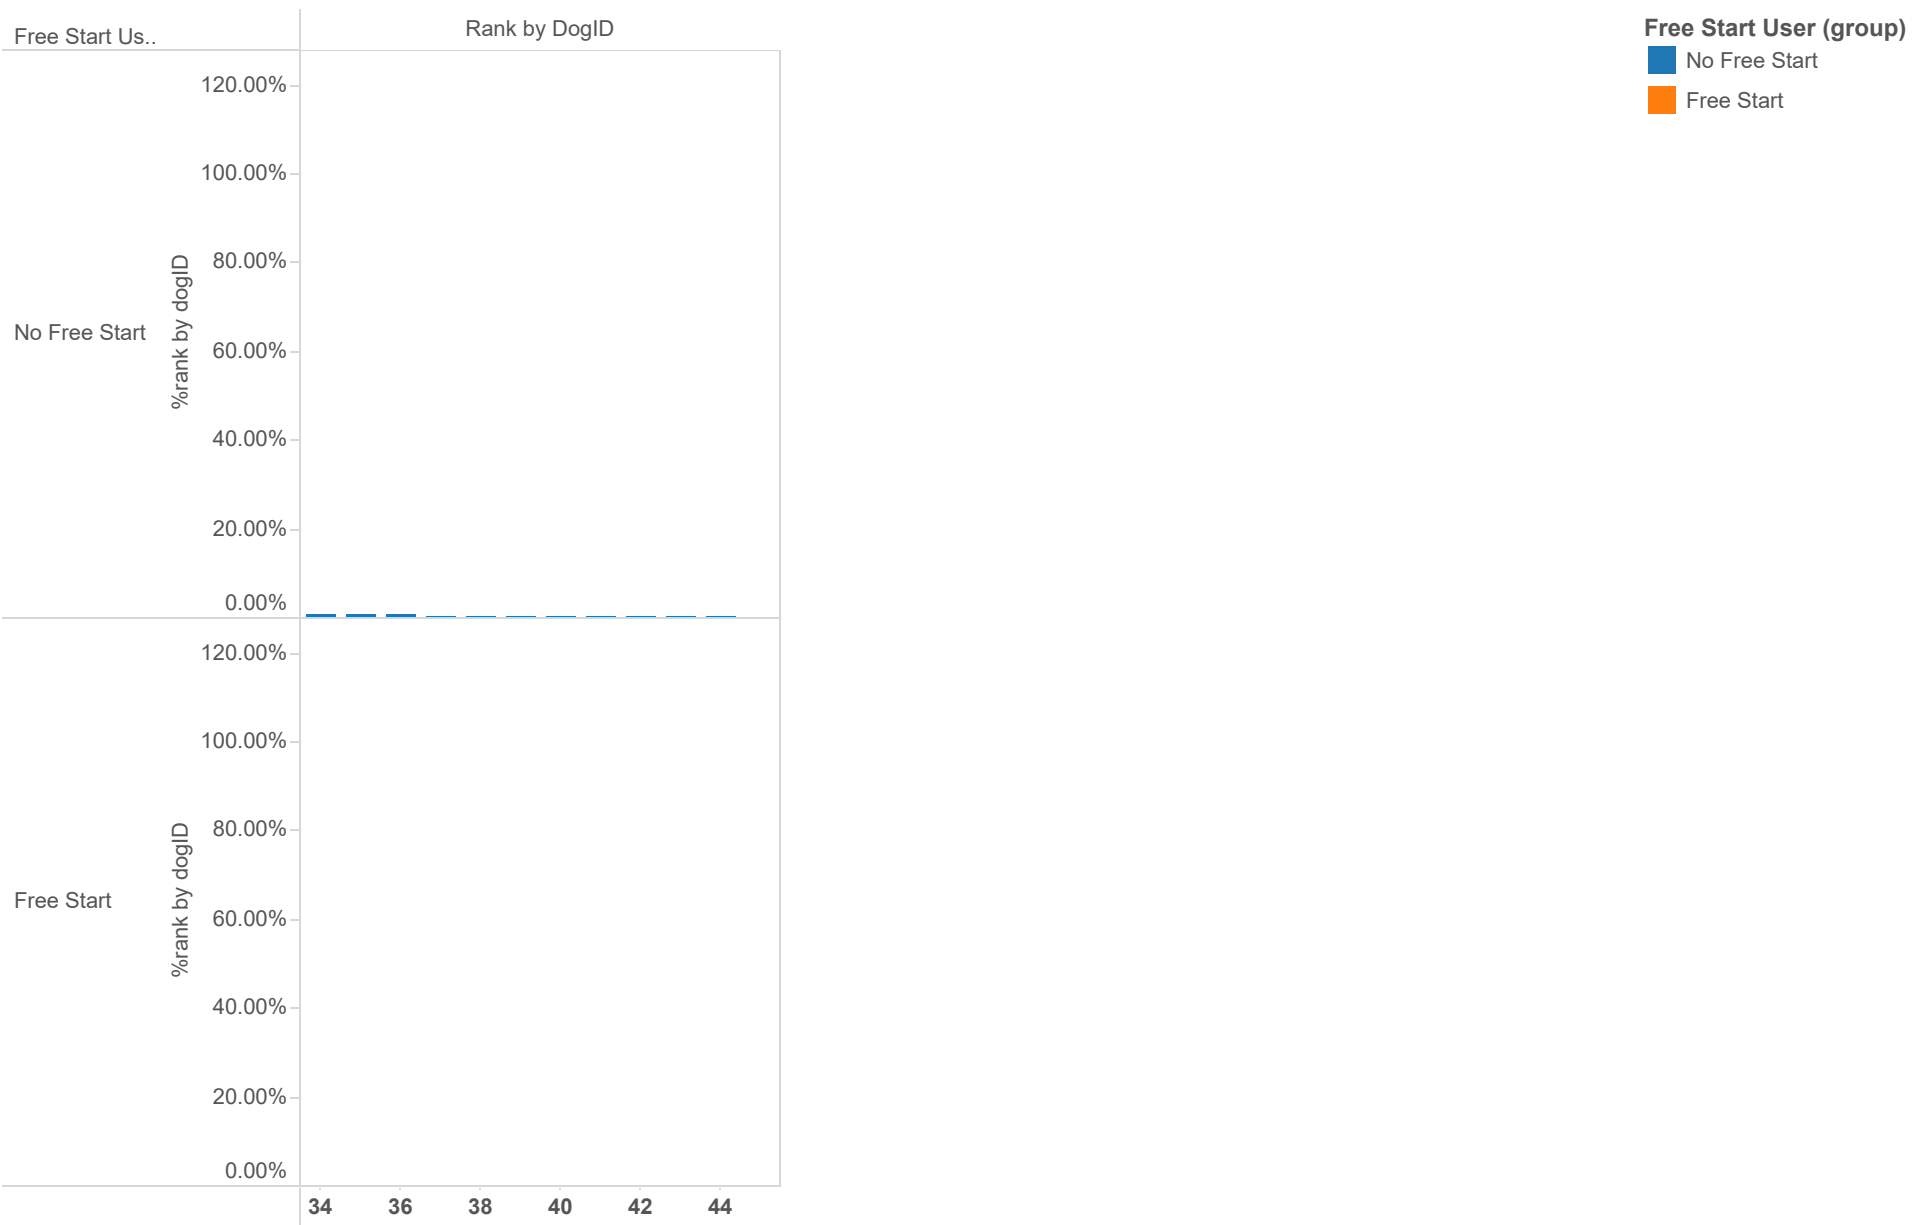 Free Start Us..
Rank by DogID
Free Start User (group)
No Free Start
Free Start
No Free Start
%rank by dogID
120.00%
100.00%
80.00%
60.00%
40.00%
20.00%
0.00%
Free Start
%rank by dogID
120.00%
100.00%
80.00%
60.00%
40.00%
20.00%
0.00%
34 36 38 40 42 44